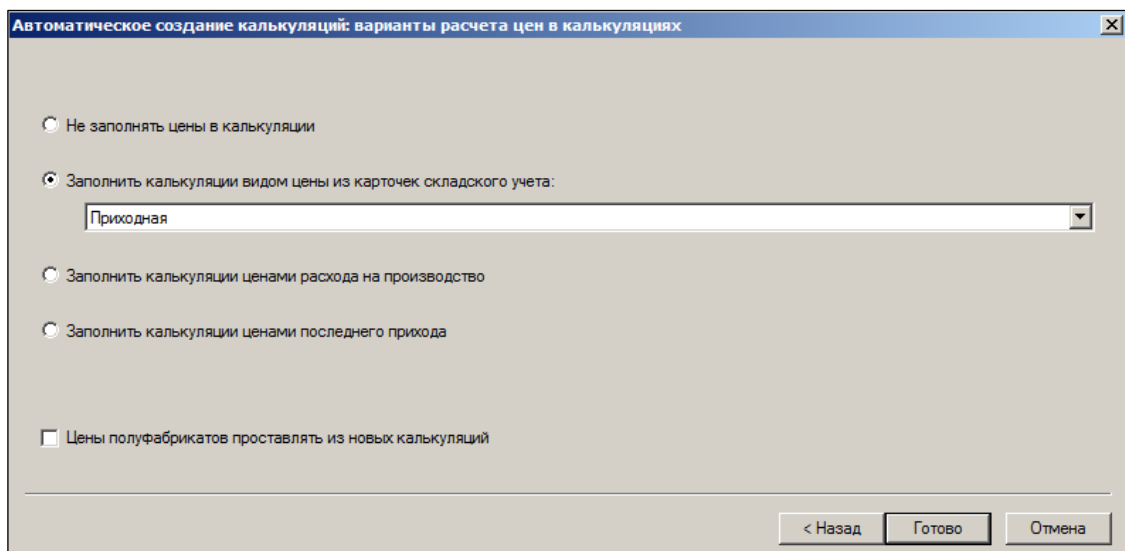 Автоматическое создание калькуляций: варианты расчета цен в калькуляциях
Не заполнять цены в калькуляции
Заполнить калькуляции видом цены из карточек складского учета:
Приходная
Заполнить калькуляции ценами расхода на производство
Заполнить калькуляции ценами последнего прихода
Цены полуфабрикатов проставлять из новых калькуляций
< Назад Готово Отмена